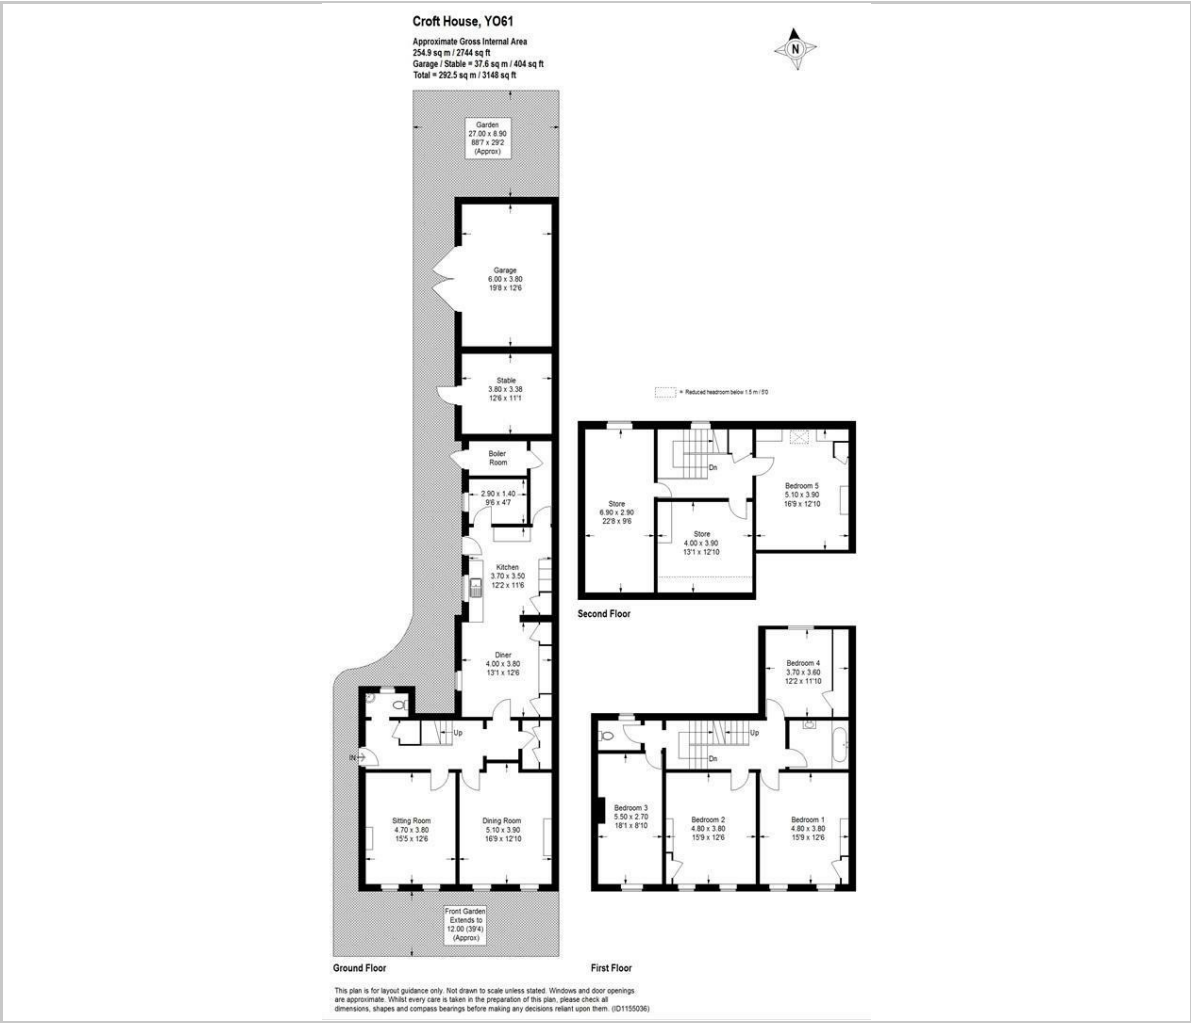 Croft House, YO61
Approximate Gross Internal Area
254.9 sq m / 2744 sq ft
Garage / Stable = 37.6 sq m / 404 sq ft
Total = 292.5 sq m / 3148 sq ft
N
Garden
27.00 x 8.90
88'7 x 29'2
(Approx)
Garage
6.00 x 3.80
19'8 x 12'6
Stable
3.80 x 3.38
12'6 x 11'1
Boiler
Room
2.90 x 1.40
9'6 x 4'7
Kitchen
3.70 x 3.50
12'2 x 11'6
Diner
4.00 x 3.80
13'1 x 12'6
Up
IN
Sitting Room
4.70 x 3.80
15'5 x 12'6
Dining Room
5.10 x 3.90
16'9 x 12'10
Front Garden
Extends to
12.00 (39'4)
(Approx)
Ground Floor
= Reduced headroom below 1.5 m / 5'0
Dn
Store
6.90 x 2.90
22'8 x 9'6
Store
4.00 x 3.90
13'1 x 12'10
Bedroom 5
5.10 x 3.90
16'9 x 12'10
Second Floor
Bedroom 4
3.70 x 3.60
12'2 x 11'10
Up
Dn
Bedroom 3
5.50 x 2.70
18'1 x 8'10
Bedroom 2
4.80 x 3.80
15'9 x 12'6
Bedroom 1
4.80 x 3.80
15'9 x 12'6
First Floor
This plan is for layout guidance only. Not drawn to scale unless stated. Windows and door openings
are approximate. Whilst every care is taken in the preparation of this plan, please check all
dimensions, shapes and compass bearings before making any decisions reliant upon them. (ID1155036)